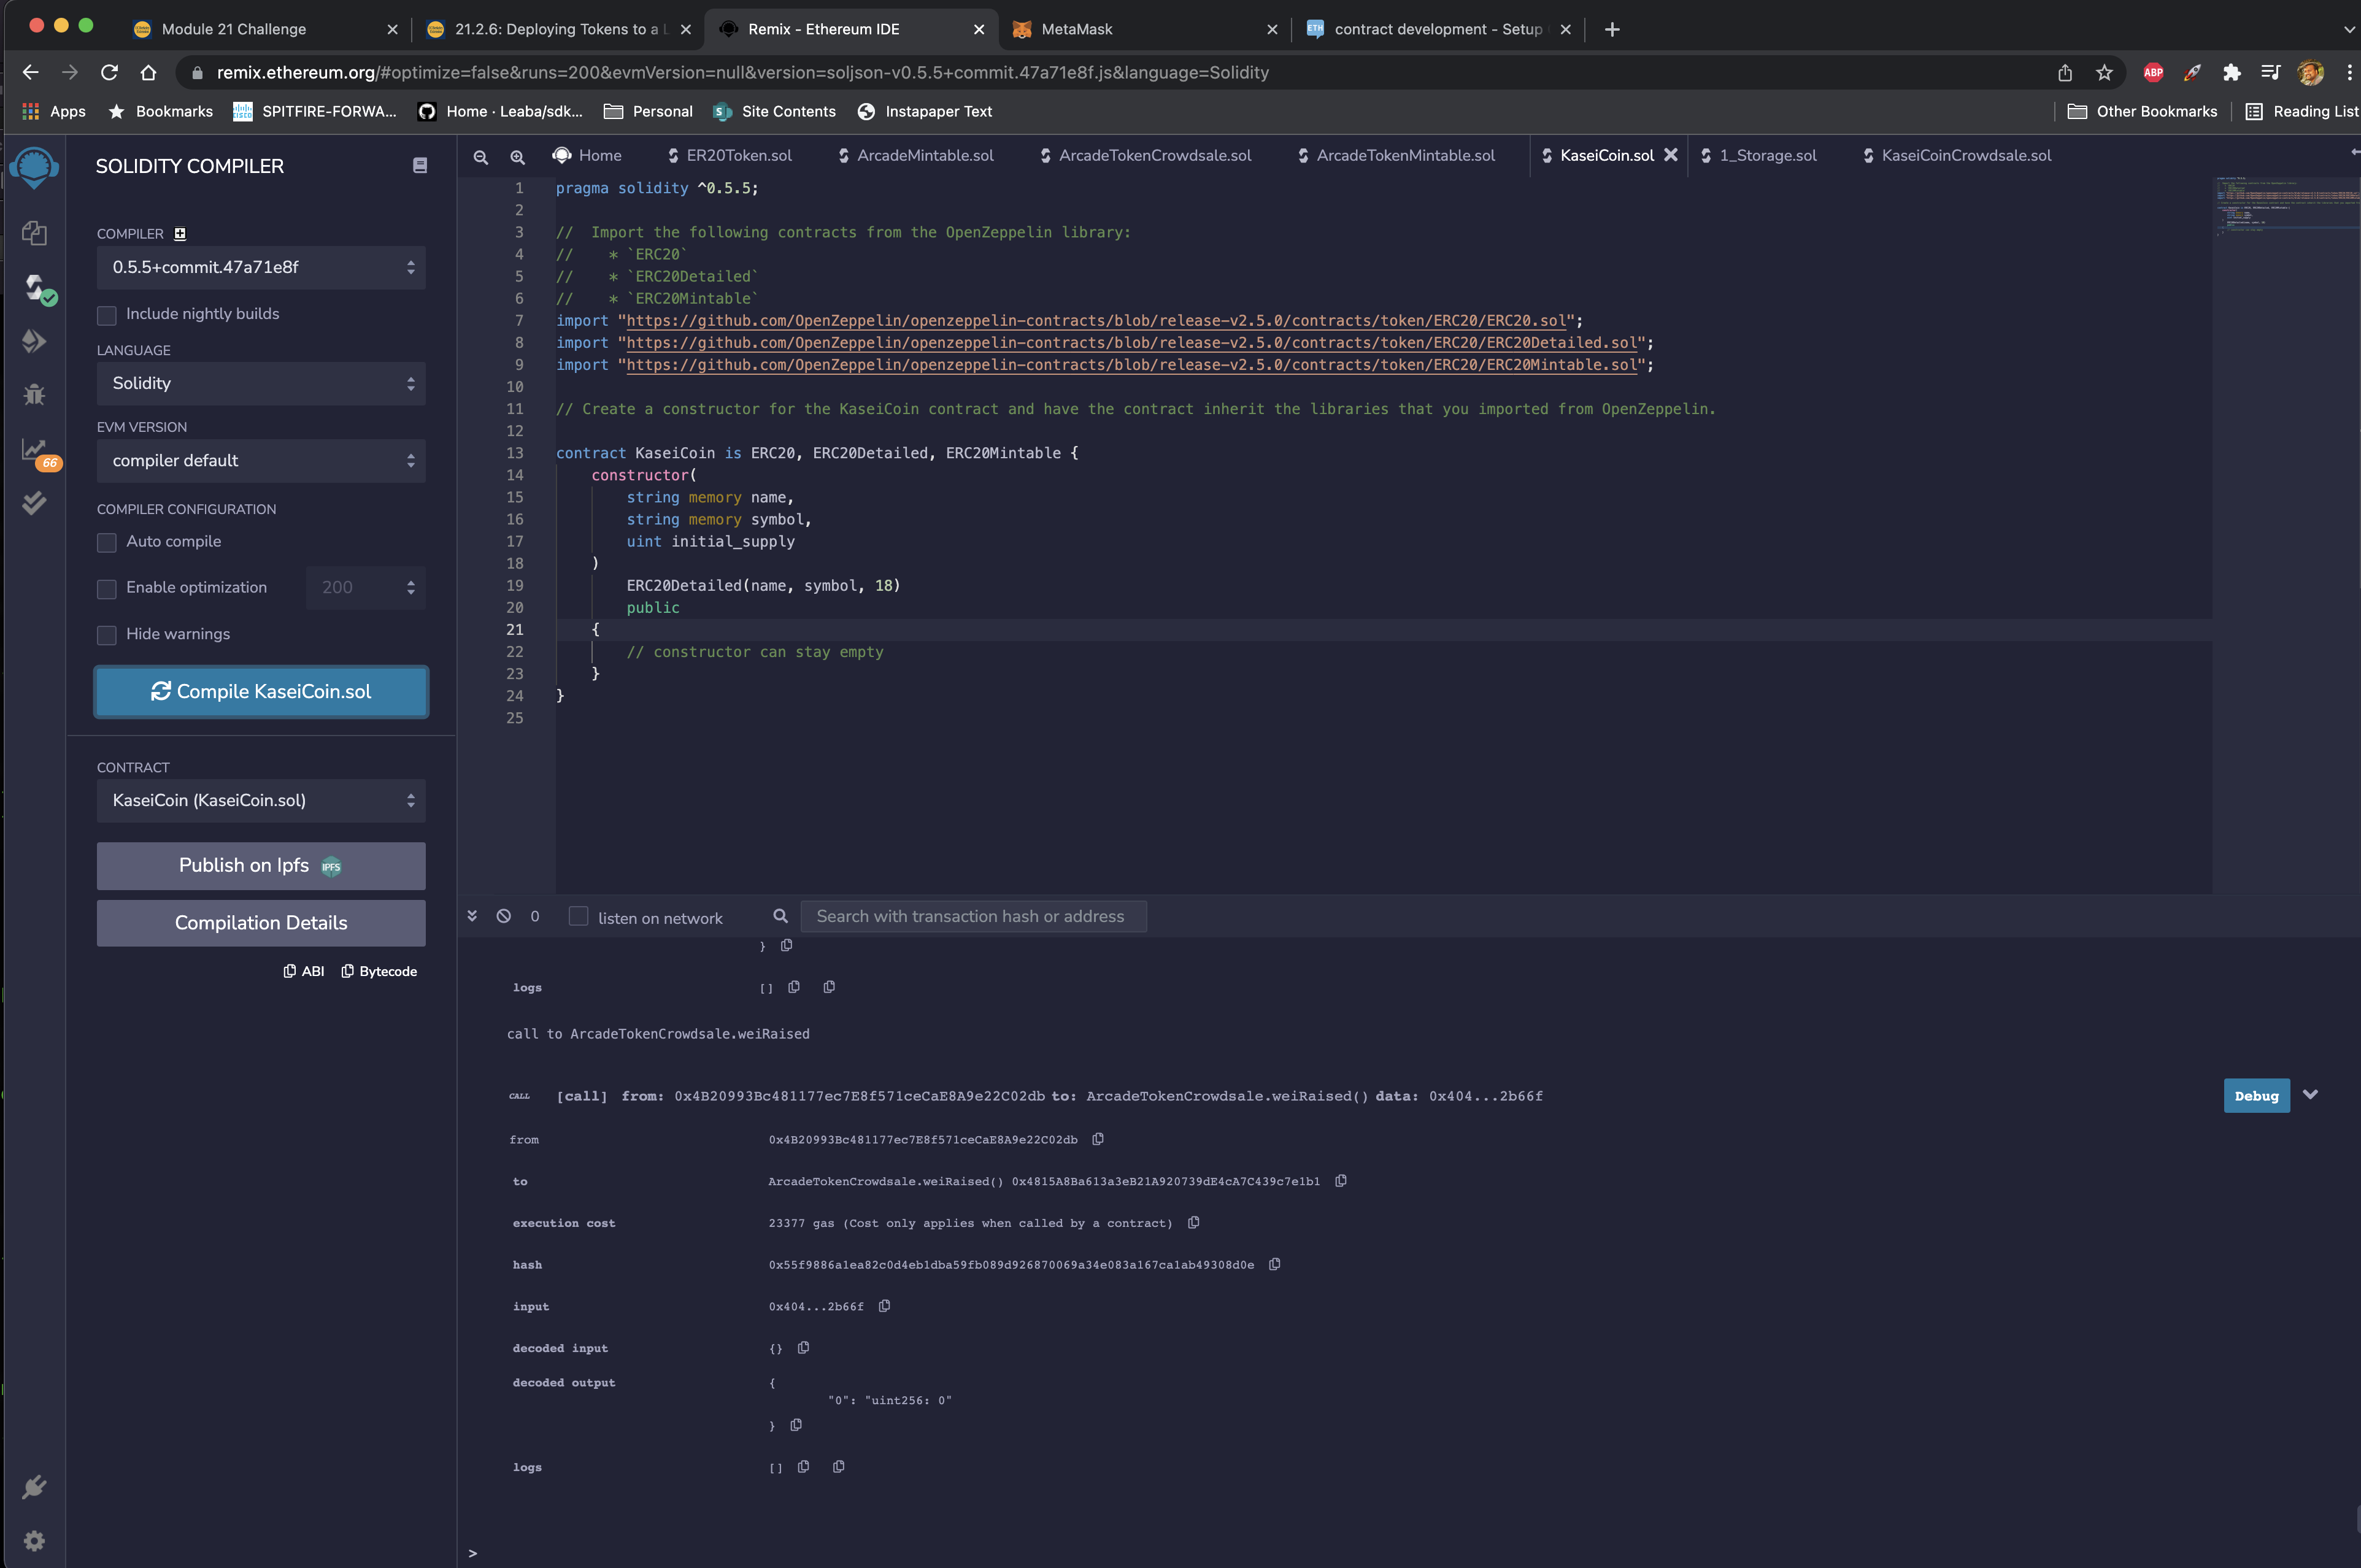 Module 21 Challenge
21.2.6: Deploying Tokens to a L
Remix - Ethereum IDE
MetaMask
ETH
contract development - Setup
remix.ethereum.org/#optimize=false&runs=200&evmVersion=null&version=soljson-v0.5.5+commit.47a71e8f.js&language=Solidity
ABP
Apps
Bookmarks
CISCO
SPITFIRE-FORWA...
Home · Leaba/sdk...
Personal
Site Contents
Instapaper Text
Other Bookmarks
Reading List
SOLIDITY COMPILER
COMPILER
0.5.5+commit.47a71e8f
Include nightly builds
LANGUAGE
Solidity
EVM VERSION
compiler default
66
COMPILER CONFIGURATION
Auto compile
Enable optimization
200
Hide warnings
Compile KaseiCoin.sol
CONTRACT
KaseiCoin (KaseiCoin.sol)
Publish on Ipfs
IPFS
Compilation Details
ABI
Bytecode
Home
ER20Token.sol
ArcadeMintable.sol
ArcadeTokenCrowdsale.sol
ArcadeTokenMintable.sol
KaseiCoin.sol
1_Storage.sol
KaseiCoinCrowdsale.sol
1 pragma solidity ^0.5.5;
2
3 //  Import the following contracts from the OpenZeppelin library:
4 //    * `ERC20`
5 //    * `ERC20Detailed`
6 //    * `ERC20Mintable`
7 import "https://github.com/OpenZeppelin/openzeppelin-contracts/blob/release-v2.5.0/contracts/token/ERC20/ERC20.sol";
8 import "https://github.com/OpenZeppelin/openzeppelin-contracts/blob/release-v2.5.0/contracts/token/ERC20/ERC20Detailed.sol";
9 import "https://github.com/OpenZeppelin/openzeppelin-contracts/blob/release-v2.5.0/contracts/token/ERC20/ERC20Mintable.sol";
10
11 // Create a constructor for the KaseiCoin contract and have the contract inherit the libraries that you imported from OpenZeppelin.
12
13 contract KaseiCoin is ERC20, ERC20Detailed, ERC20Mintable {
14     constructor(
15         string memory name,
16         string memory symbol,
17         uint initial_supply
18     )
19         ERC20Detailed(name, symbol, 18)
20         public
21     {
22         // constructor can stay empty
23     }
24 }
25
0
listen on network
Search with transaction hash or address
}
logs []
call to ArcadeTokenCrowdsale.weiRaised
CALL [call] from: 0x4B20993Bc481177ec7E8f571ceCaE8A9e22C02db to: ArcadeTokenCrowdsale.weiRaised() data: 0x404...2b66f
Debug
from 0x4B20993Bc481177ec7E8f571ceCaE8A9e22C02db
to ArcadeTokenCrowdsale.weiRaised() 0x4815A8Ba613a3eB21A920739dE4cA7C439c7e1b1
execution cost 23377 gas (Cost only applies when called by a contract)
hash 0x55f9886a1ea82c0d4eb1dba59fb089d926870069a34e083a167ca1ab49308d0e
input 0x404...2b66f
decoded input {}
decoded output {
"0": "uint256: 0"
}
logs []
>